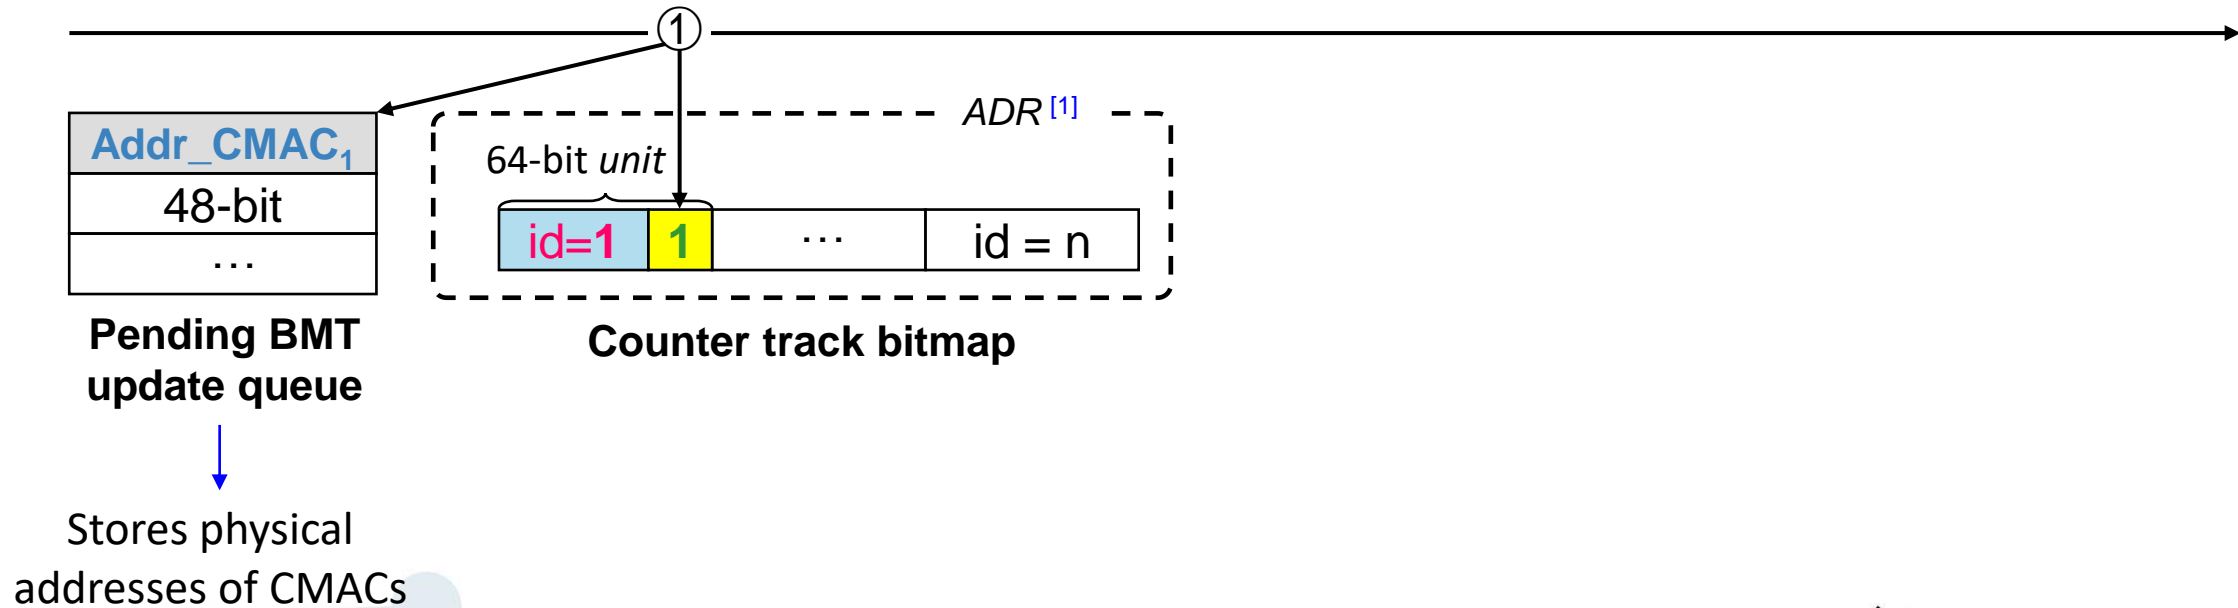 ①
ADR [1]
Addr_CMAC₁
48-bit
…
64-bit unit
id=1 1 … id = n
Pending BMT
update queue
Counter track bitmap
Stores physical
addresses of CMACs